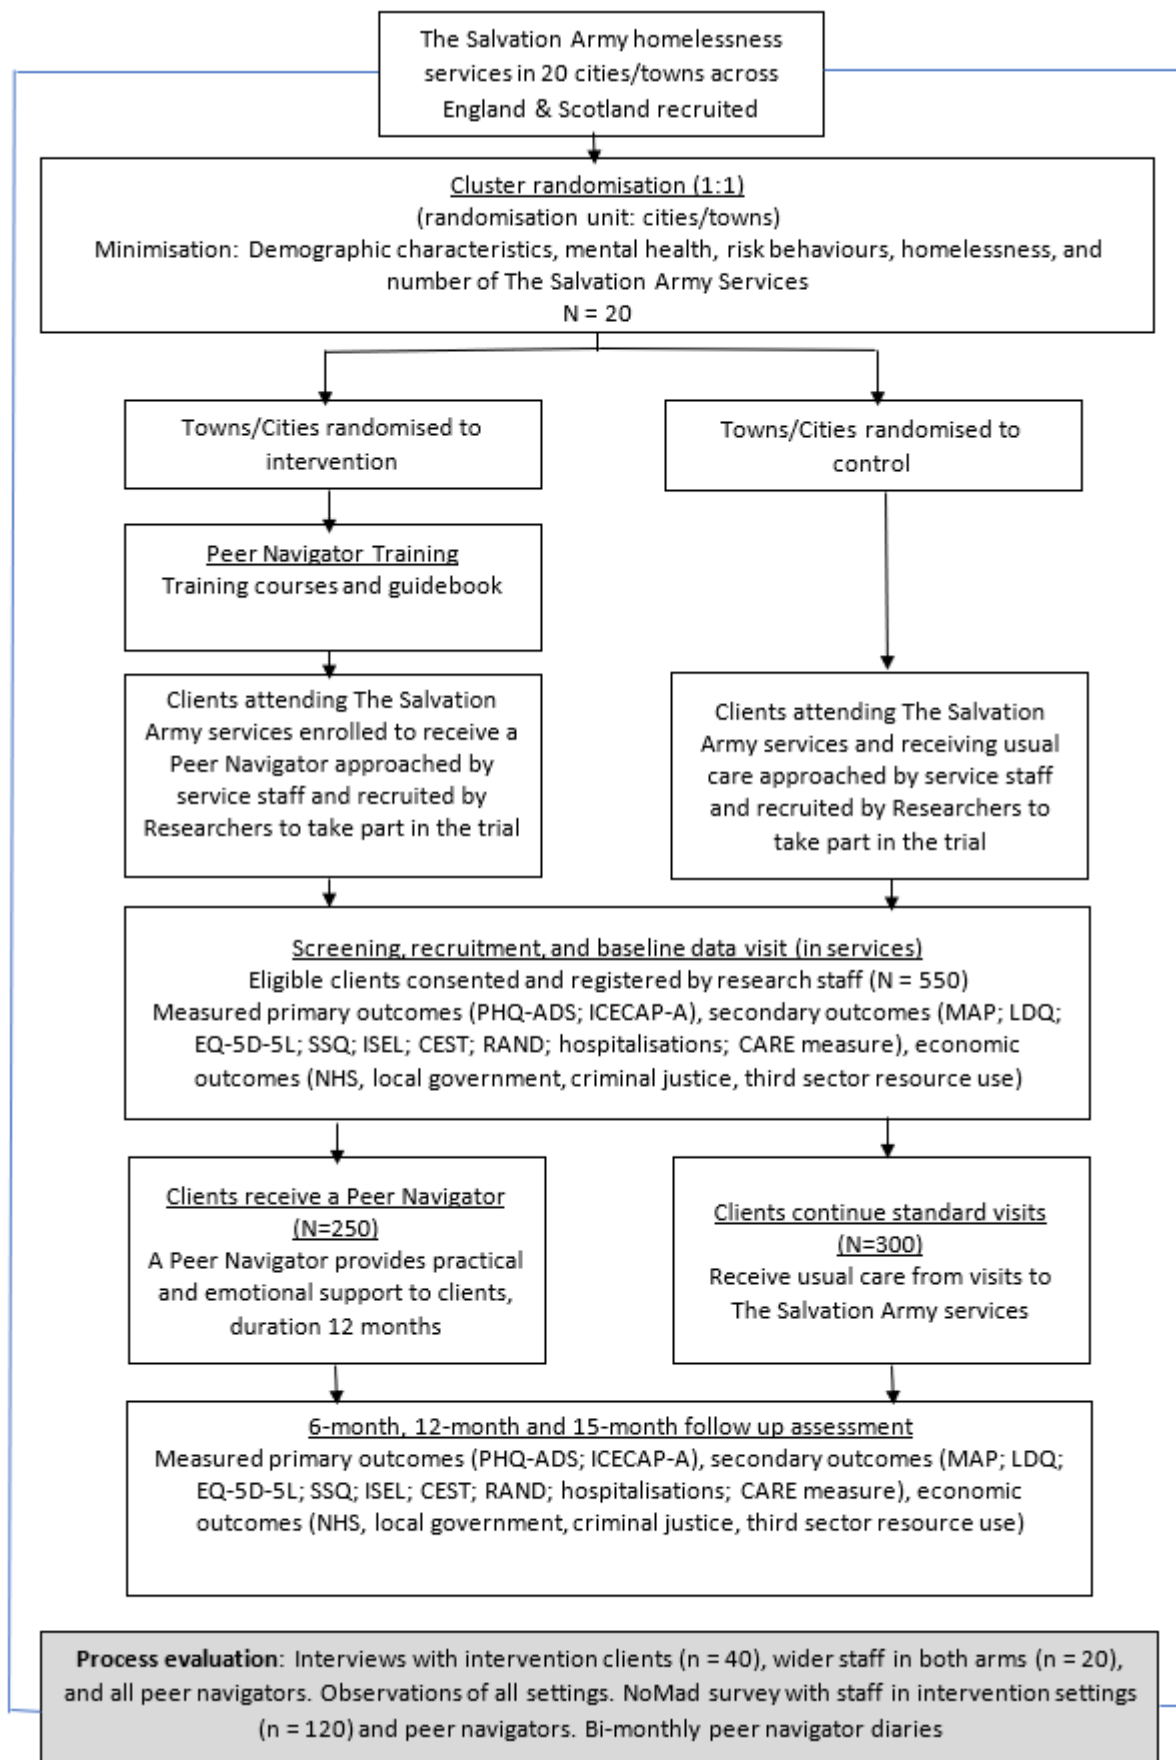 The Salvation Army homelessness
services in 20 cities/towns across
England & Scotland recruited
Cluster randomisation (1:1)
(randomisation unit: cities/towns)
Minimisation: Demographic characteristics, mental health, risk behaviours, homelessness, and
number of The Salvation Army Services
N = 20
Towns/Cities randomised to
intervention
Towns/Cities randomised to
control
Peer Navigator Training
Training courses and guidebook
Clients attending The Salvation
Army services enrolled to receive a
Peer Navigator approached by
service staff and recruited by
Researchers to take part in the trial
Clients attending The Salvation
Army services and receiving usual
care approached by service staff
and recruited by Researchers to
take part in the trial
Screening, recruitment, and baseline data visit (in services)
Eligible clients consented and registered by research staff (N = 550)
Measured primary outcomes (PHQ-ADS; ICECAP-A), secondary outcomes (MAP; LDQ;
EQ-5D-5L; SSQ; ISEL; CEST; RAND; hospitalisations; CARE measure), economic
outcomes (NHS, local government, criminal justice, third sector resource use)
Clients receive a Peer Navigator
(N=250)
A Peer Navigator provides practical
and emotional support to clients,
duration 12 months
Clients continue standard visits
(N=300)
Receive usual care from visits to
The Salvation Army services
6-month, 12-month and 15-month follow up assessment
Measured primary outcomes (PHQ-ADS; ICECAP-A), secondary outcomes (MAP; LDQ;
EQ-5D-5L; SSQ; ISEL; CEST; RAND; hospitalisations; CARE measure), economic
outcomes (NHS, local government, criminal justice, third sector resource use)
Process evaluation: Interviews with intervention clients (n = 40), wider staff in both arms (n = 20),
and all peer navigators. Observations of all settings. NoMad survey with staff in intervention settings
(n = 120) and peer navigators. Bi-monthly peer navigator diaries